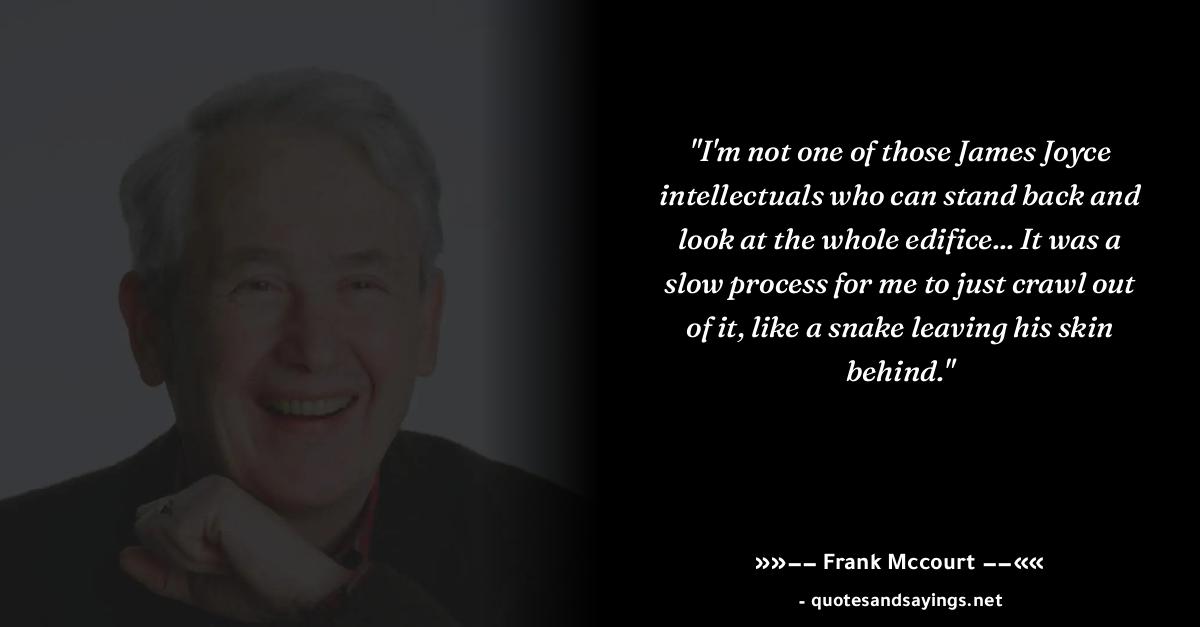 "I'm not one of those James Joyce
intellectuals who can stand back and
look at the whole edifice... It was a
slow process for me to just crawl out
of it, like a snake leaving his skin
behind."
»»-- Frank Mccourt --««
- quotesandsayings.net